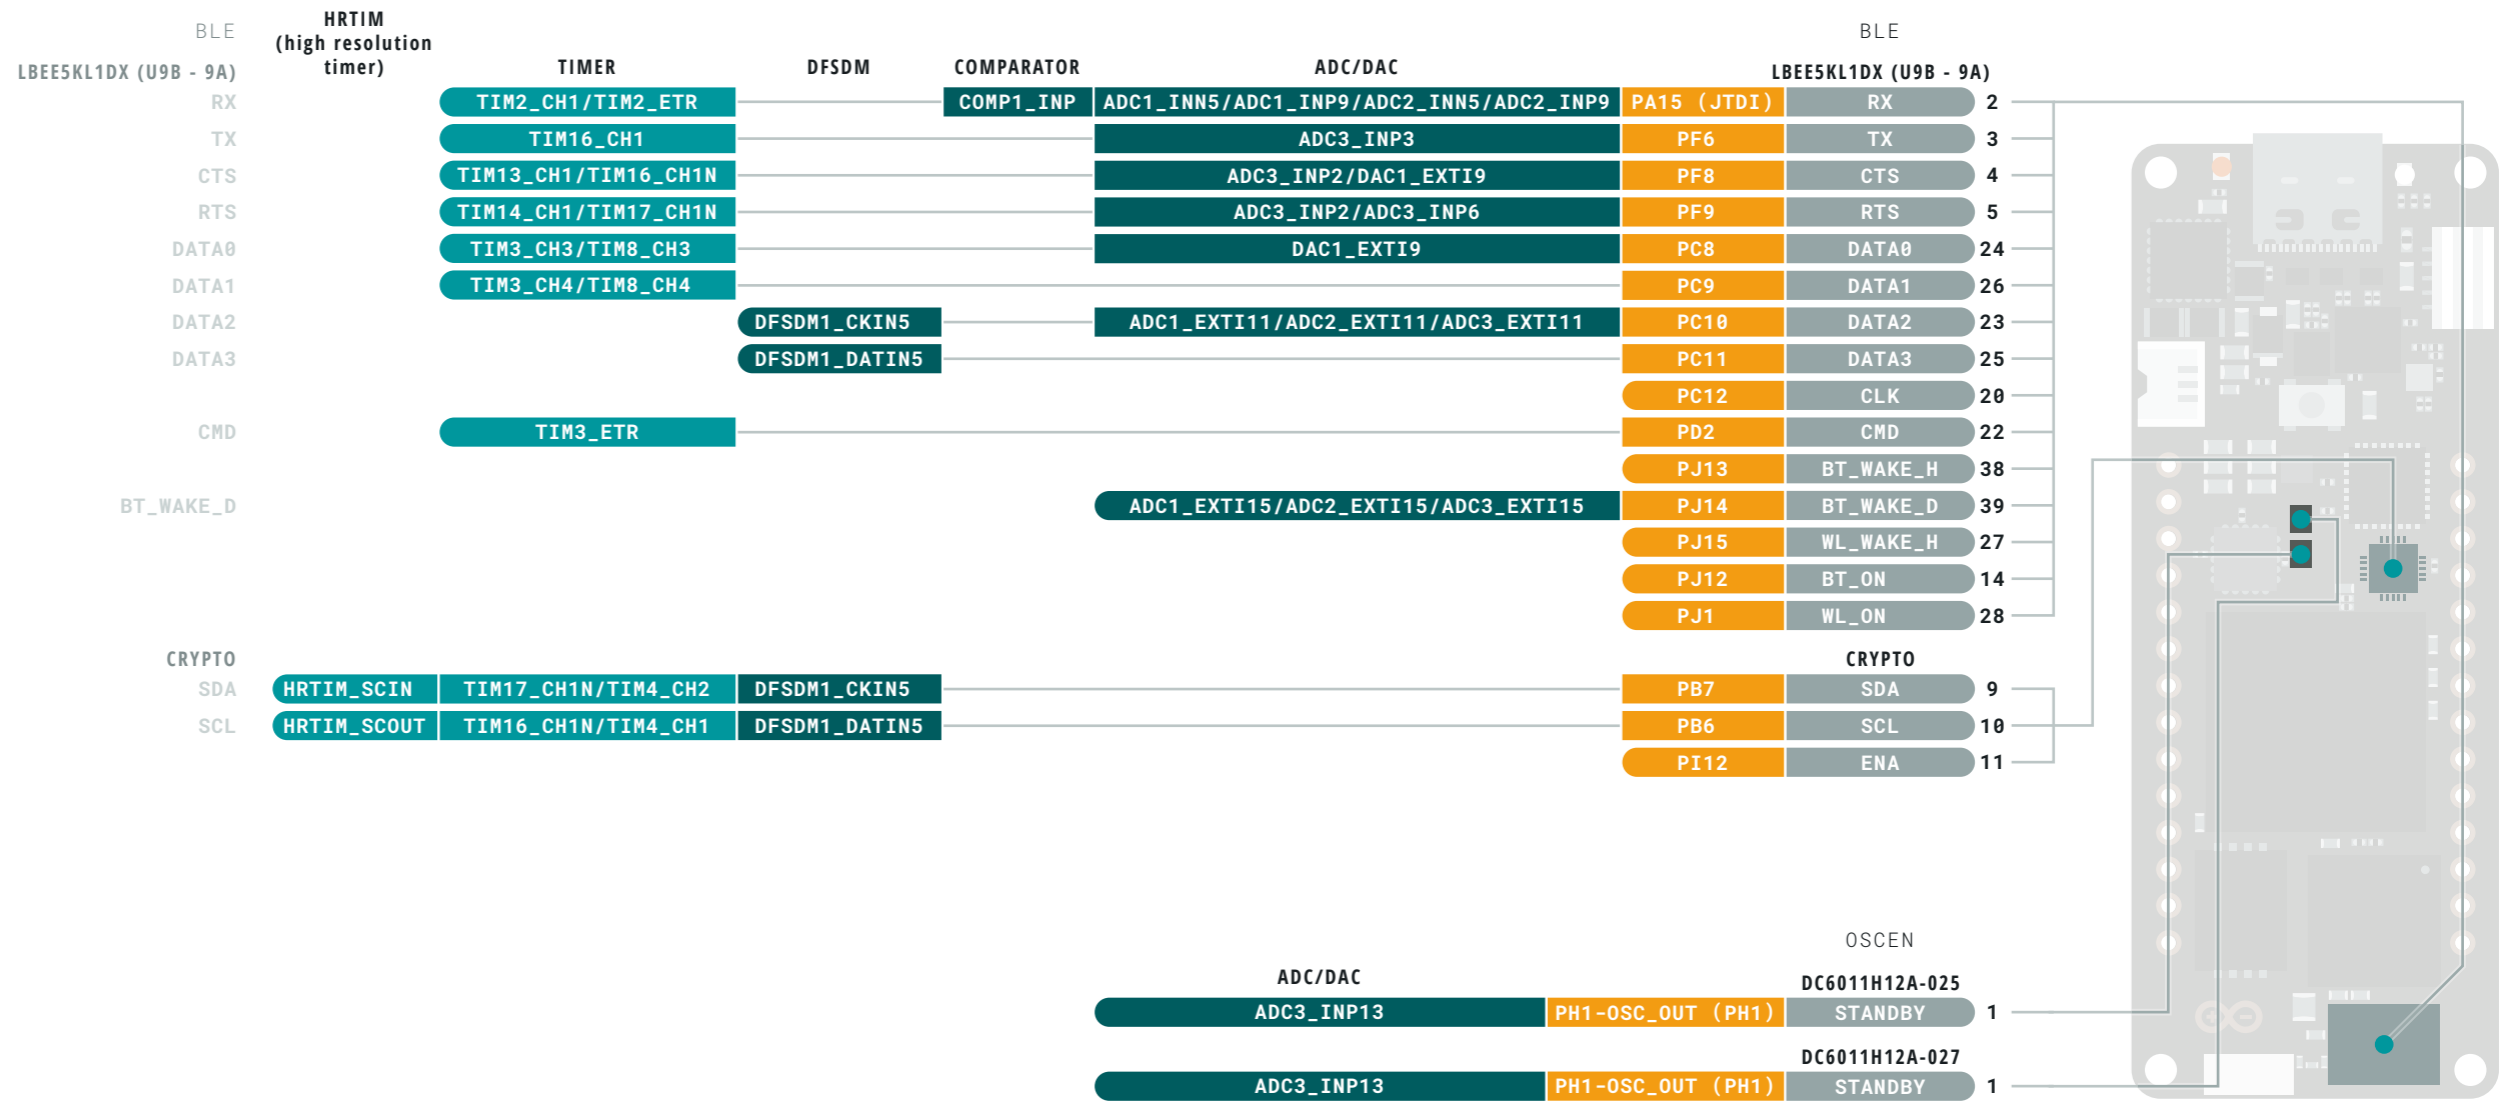 BLE HRTIM BLE
(high resolution
LBEE5KL1DX (U9B - 9A) timer) TIMER DFSDM COMPARATOR ADC/DAC LBEE5KL1DX (U9B - 9A)
RX TIM2_CH1/TIM2_ETR COMP1_INP ADC1_INN5/ADC1_INP9/ADC2_INN5/ADC2_INP9 PA15 (JTDI) RX 2
TX TIM16_CH1 ADC3_INP3 PF6 TX 3
CTS TIM13_CH1/TIM16_CH1N ADC3_INP2/DAC1_EXTI9 PF8 CTS 4
RTS TIM14_CH1/TIM17_CH1N ADC3_INP2/ADC3_INP6 PF9 RTS 5
DATA0 TIM3_CH3/TIM8_CH3 DAC1_EXTI9 PC8 DATA0 24
DATA1 TIM3_CH4/TIM8_CH4 PC9 DATA1 26
DATA2 DFSDM1_CKIN5 ADC1_EXTI11/ADC2_EXTI11/ADC3_EXTI11 PC10 DATA2 23
DATA3 DFSDM1_DATIN5 PC11 DATA3 25
PC12 CLK 20
CMD TIM3_ETR PD2 CMD 22
PJ13 BT_WAKE_H 38
BT_WAKE_D ADC1_EXTI15/ADC2_EXTI15/ADC3_EXTI15 PJ14 BT_WAKE_D 39
PJ15 WL_WAKE_H 27
PJ12 BT_ON 14
PJ1 WL_ON 28
CRYPTO CRYPTO
SDA HRTIM_SCIN TIM17_CH1N/TIM4_CH2 DFSDM1_CKIN5 PB7 SDA 9
SCL HRTIM_SCOUT TIM16_CH1N/TIM4_CH1 DFSDM1_DATIN5 PB6 SCL 10
PI12 ENA 11
OSCEN
ADC/DAC DC6011H12A-025
ADC3_INP13 PH1-OSC_OUT (PH1) STANDBY 1
DC6011H12A-027
ADC3_INP13 PH1-OSC_OUT (PH1) STANDBY 1